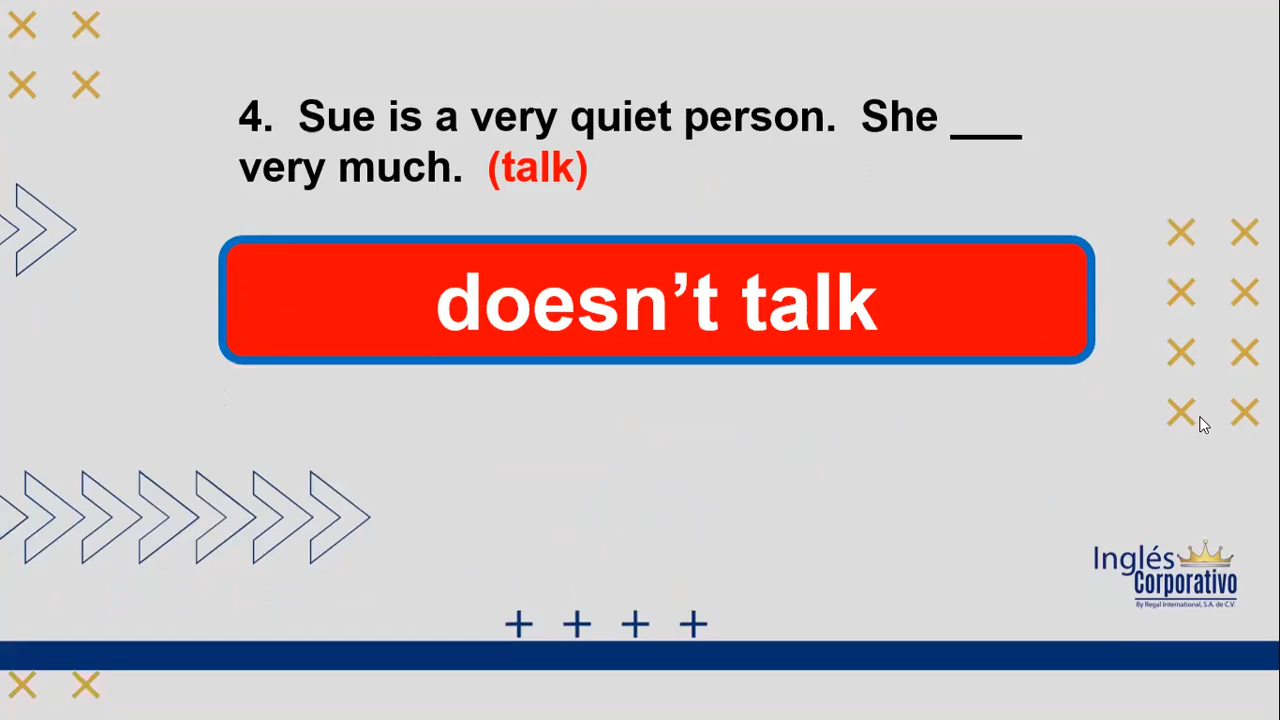 4. Sue is a very quiet person. She ___
very much. (talk)
doesn’t talk
Inglés
Corporativo
By Regal International, S.A. de C.V.